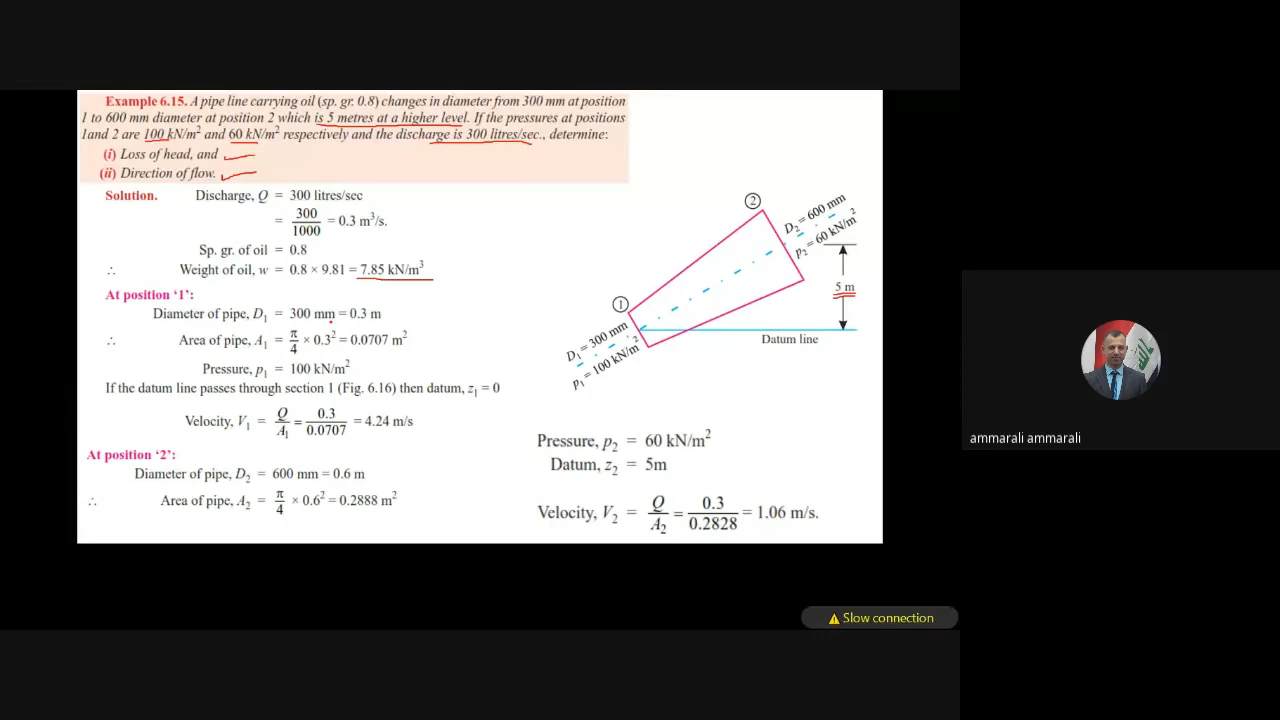 Example 6.15. A pipe line carrying oil (sp. gr. 0.8) changes in diameter from 300 mm at position
1 to 600 mm diameter at position 2 which is 5 metres at a higher level. If the pressures at positions
1and 2 are 100 kN/m² and 60 kN/m² respectively and the discharge is 300 litres/sec., determine:
(i) Loss of head, and
(ii) Direction of flow.
Solution. Discharge, Q = 300 litres/sec
= 300/1000 = 0.3 m³/s.
Sp. gr. of oil = 0.8
∴ Weight of oil, w = 0.8 × 9.81 = 7.85 kN/m³
At position ‘1’:
Diameter of pipe, D₁ = 300 mm = 0.3 m
∴ Area of pipe, A₁ = π/4 × 0.3² = 0.0707 m²
Pressure, p₁ = 100 kN/m²
If the datum line passes through section 1 (Fig. 6.16) then datum, z₁ = 0
Velocity, V₁ = Q/A₁ = 0.3/0.0707 = 4.24 m/s
At position ‘2’:
Diameter of pipe, D₂ = 600 mm = 0.6 m
∴ Area of pipe, A₂ = π/4 × 0.6² = 0.2888 m²
2
D₂ = 600 mm
p₂ = 60 kN/m²
5 m
1
D₁ = 300 mm
p₁ = 100 kN/m²
Datum line
Pressure, p₂ = 60 kN/m²
Datum, z₂ = 5m
Velocity, V₂ = Q/A₂ = 0.3/0.2828 = 1.06 m/s.
ammarali ammarali
Slow connection